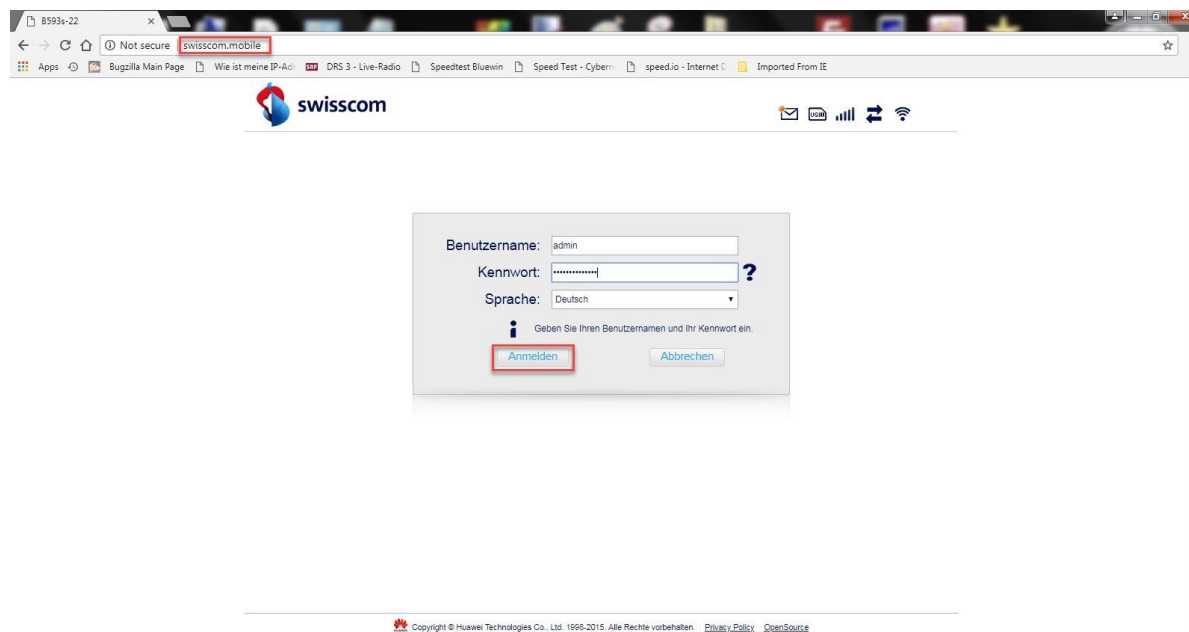 B593s-22
Not secure swisscom.mobile
Apps Bugzilla Main Page Wie ist meine IP-Ad DRS 3 - Live-Radio Speedtest Bluewin Speed Test - Cybern speed.io - Internet D Imported From IE
swisscom
Benutzername: admin
Kennwort:
Sprache: Deutsch
Geben Sie Ihren Benutzernamen und Ihr Kennwort ein.
Anmelden Abbrechen
Copyright © Huawei Technologies Co., Ltd. 1998-2015. Alle Rechte vorbehalten. Privacy Policy OpenSource